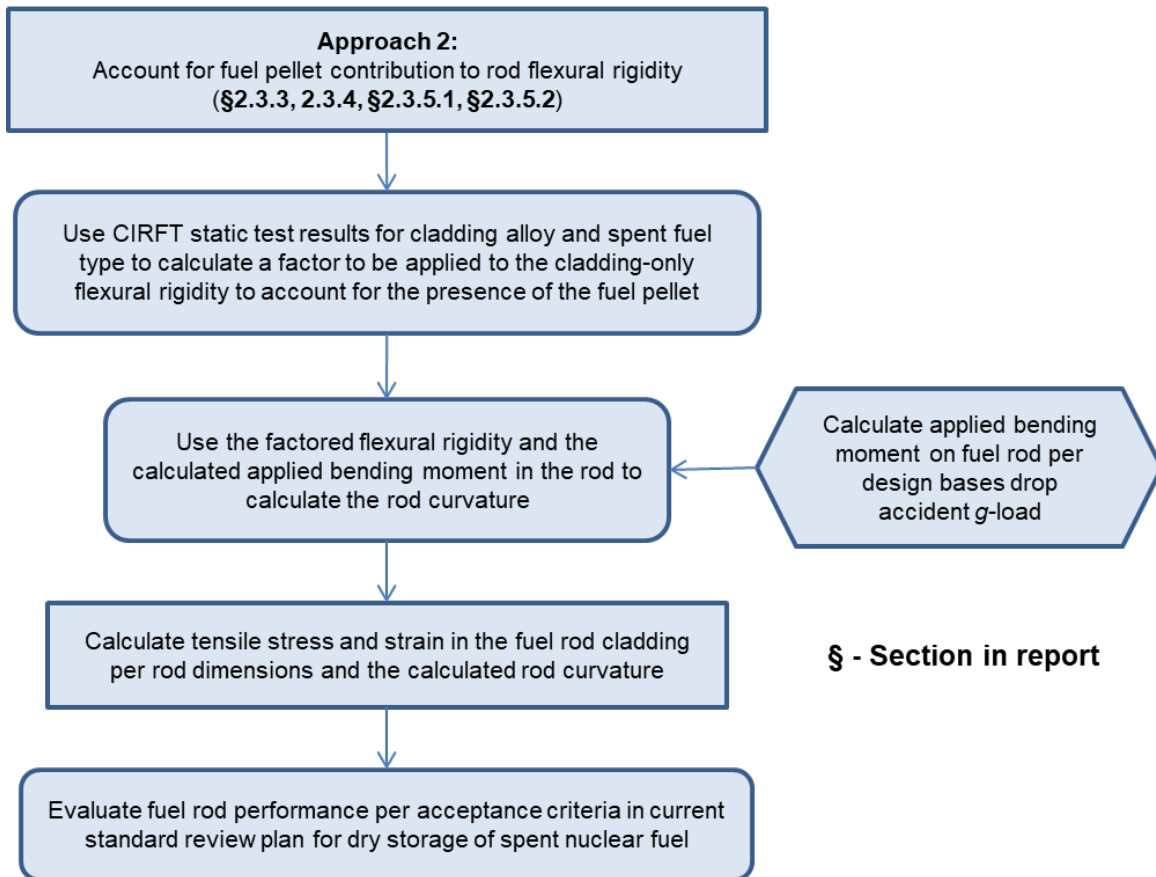 Approach 2:
Account for fuel pellet contribution to rod flexural rigidity
(§2.3.3, 2.3.4, §2.3.5.1, §2.3.5.2)
Use CIRFT static test results for cladding alloy and spent fuel
type to calculate a factor to be applied to the cladding-only
flexural rigidity to account for the presence of the fuel pellet
Use the factored flexural rigidity and the
calculated applied bending moment in the rod to
calculate the rod curvature
Calculate applied bending
moment on fuel rod per
design bases drop
accident g-load
Calculate tensile stress and strain in the fuel rod cladding
per rod dimensions and the calculated rod curvature
§ - Section in report
Evaluate fuel rod performance per acceptance criteria in current
standard review plan for dry storage of spent nuclear fuel